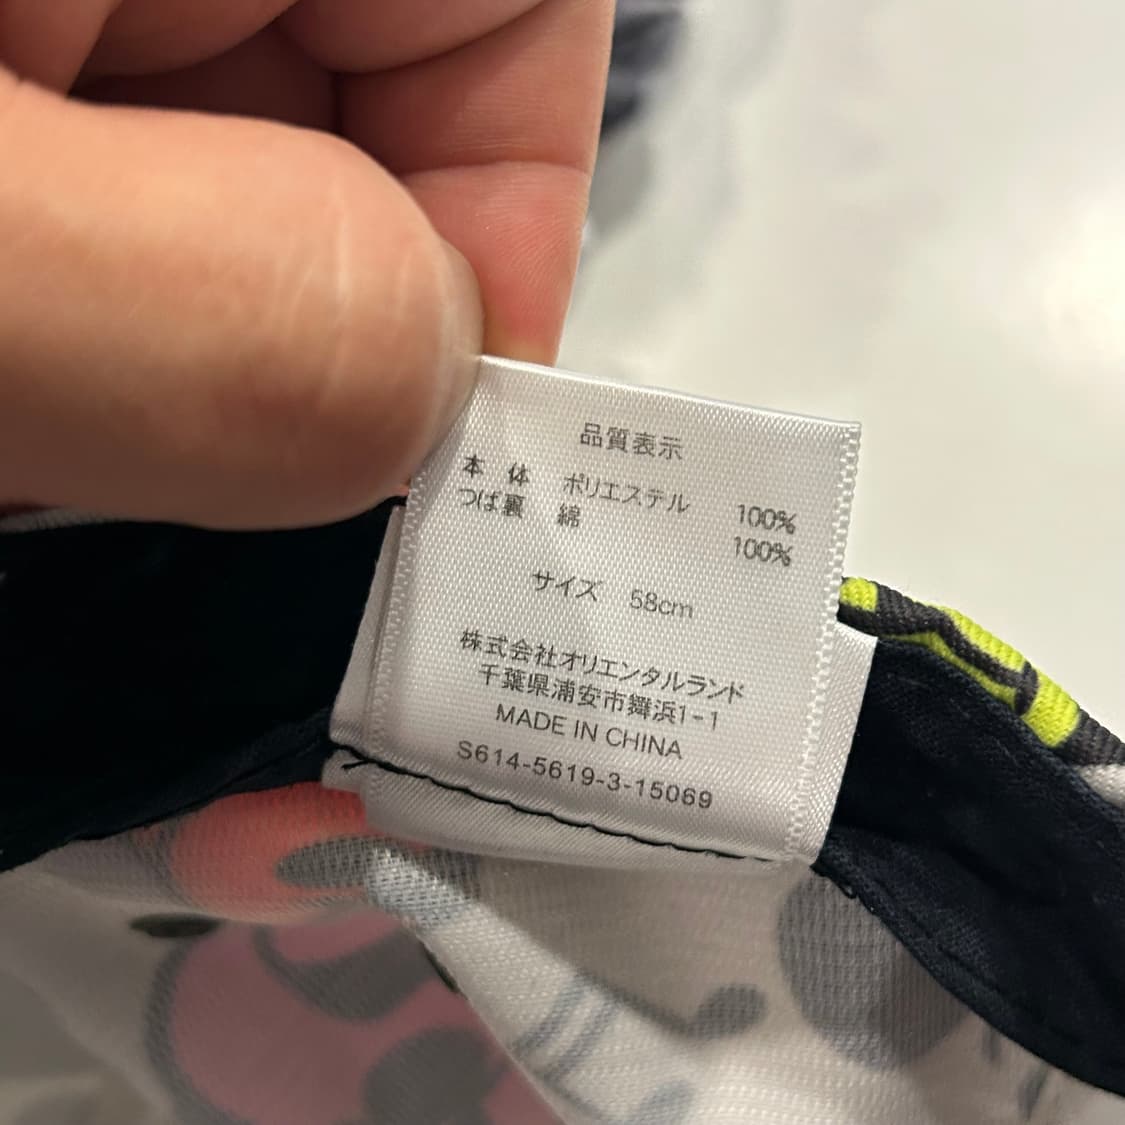 品質表示
本 体 ポリエステル 100%
つば裏 綿 100%
サイズ 58cm
株式会社オリエンタルランド
千葉県浦安市舞浜1-1
MADE IN CHINA
S614-5619-3-15069